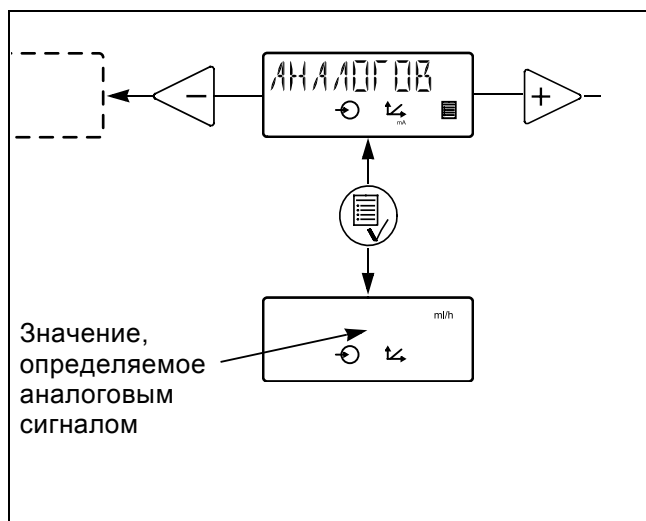 АНАЛОГОВ
mA
ml/h
Значение,
определяемое
аналоговым
сигналом